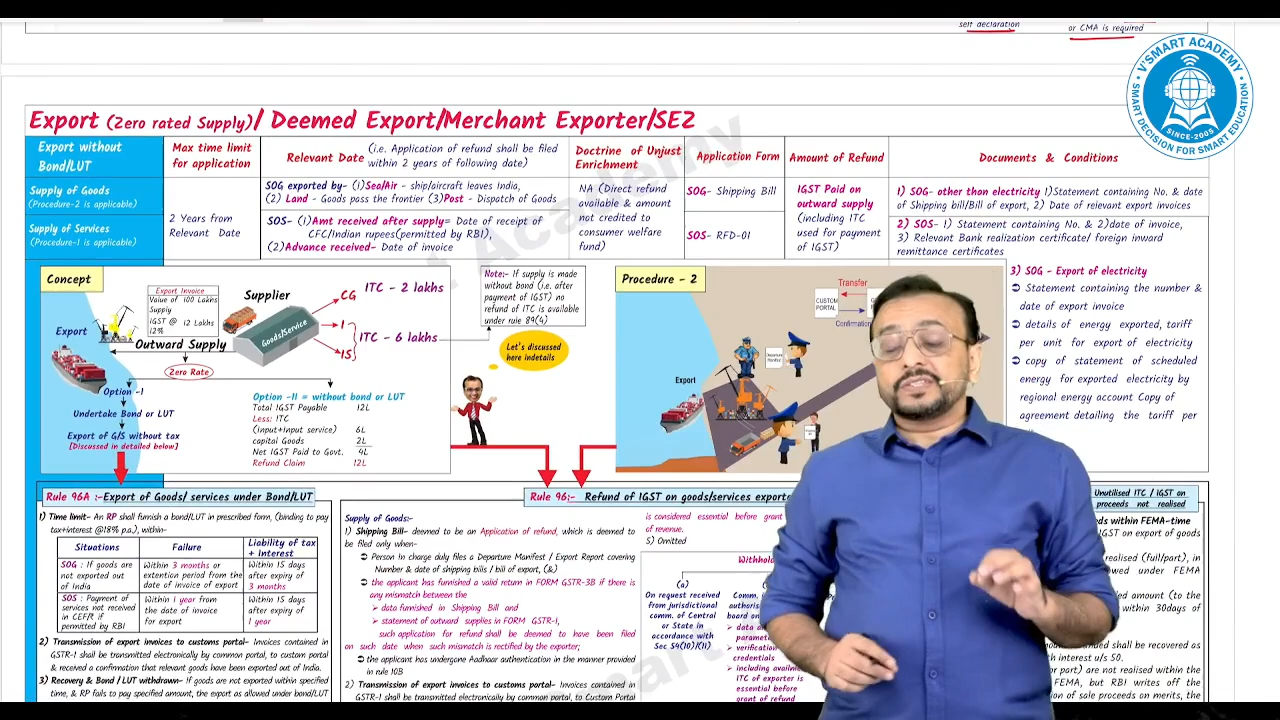 self declaration
or CMA is required
V'SMART ACADEMY
SMART DECISION FOR SMART EDUCATION
SINCE-2005
Export (Zero rated Supply)/ Deemed Export/Merchant Exporter/SEZ
Export without
Bond/LUT
Max time limit
for application
Relevant Date
(i.e. Application of refund shall be filed
within 2 years of following date)
Doctrine of Unjust
Enrichment
Application Form
Amount of Refund
Documents & Conditions
Supply of Goods
(Procedure-2 is applicable)
Supply of Services
(Procedure-1 is applicable)
2 Years from
Relevant Date
SOG exported by- (1)Sea/Air - ship/aircraft leaves India,
(2) Land - Goods pass the frontier (3)Post - Dispatch of Goods
SOS- (1)Amt received after supply= Date of receipt of
CFC/Indian rupees(permitted by RBI),
(2)Advance received- Date of invoice
NA (Direct refund
available & amount
not credited to
consumer welfare
fund)
SOG- Shipping Bill
SOS- RFD-01
IGST Paid on
outward supply
(including ITC
used for payment
of IGST)
1) SOG- other than electricity 1)Statement containing No. & date
of Shipping bill/Bill of export, 2) Date of relevant export invoices
2) SOS- 1) Statement containing No. & 2)date of invoice,
3) Relevant Bank realization certificate/ foreign inward
remittance certificates
3) SOG - Export of electricity
Statement containing the number &
date of export invoice
details of energy exported, tariff
per unit for export of electricity
copy of statement of scheduled
energy for exported electricity by
regional energy account Copy of
agreement detailing the tariff per
Concept
Export Invoice
Value of 100 Lakhs
Supply
IGST @ 12 Lakhs
12%
Supplier
Goods/Service
CG
I
IS
ITC - 2 lakhs
ITC - 6 lakhs
Export
Outward Supply
Zero Rate
Option -I
Undertake Bond or LUT
Export of G/S without tax
[Discussed in detailed below]
Option -II = without bond or LUT
Total IGST Payable 12L
Less: ITC
(input+input service) 6L
capital Goods 2L
Net IGST Paid to Govt. 4L
Refund Claim 12L
Note:- If supply is made
without bond (i.e. after
payment of IGST) no
refund of ITC is available
under rule 89(4)
Let's discussed
here indetails
Procedure - 2
CUSTOM
PORTAL
Transfer
Confirmation
Export
Rule 96A :-Export of Goods/ services under Bond/LUT
1) Time limit- An RP shall furnish a bond/LUT in prescribed form, (binding to pay
tax+interest @18% p.a.), within-
Situations Failure Liability of tax
+ Interest
SOG : If goods are
not exported out
of India
Within 3 months or
extention period from the
date of invoice of export
Within 15 days
after expiry of
3 months
SOS : Payment of
services not received
in CEFR/if
permitted by RBI
Within 1 year from
the date of invoice
for export
Within 15 days
after expiry of
1 year
2) Transmission of export invoices to customs portal- Invoices contained in
GSTR-1 shall be transmitted electronically by common portal, to custom portal
& received a confirmation that relevant goods have been exported out of India.
3) Recovery & Bond / LUT withdrawn- If goods are not exported within specified
time, & RP fails to pay specified amount, the export as allowed under bond/LUT
Rule 96:- Refund of IGST on goods/services
Supply of Goods:-
1) Shipping Bill- deemed to be an Application of refund, which is deemed to
be filed only when-
Person in charge duly files a Departure Manifest / Export Report covering
Number & date of shipping bills / bill of export, (&)
the applicant has furnished a valid return in FORM GSTR-3B if there is
any mismatch between the
data furnished in Shipping Bill and
statement of outward supplies in FORM GSTR-1,
such application for refund shall be deemed to have been filed
on such date when such mismatch is rectified by the exporter;
the applicant has undergone Aadhaar authentication in the manner provided
in rule 10B
2) Transmission of export invoices to customs portal- Invoices contained in
GSTR-1 shall be transmitted electronically by common portal, to Custom Portal
is considered essential before grant
of revenue.
5) Omitted
(a)
On request received
from jurisdictional
comm. of Central
or State in
accordance with
Sec 54(10)/(11)
including
ITC of exporter is
essential before
grant of refund
Unutilised ITC / IGST on
proceeds not realised